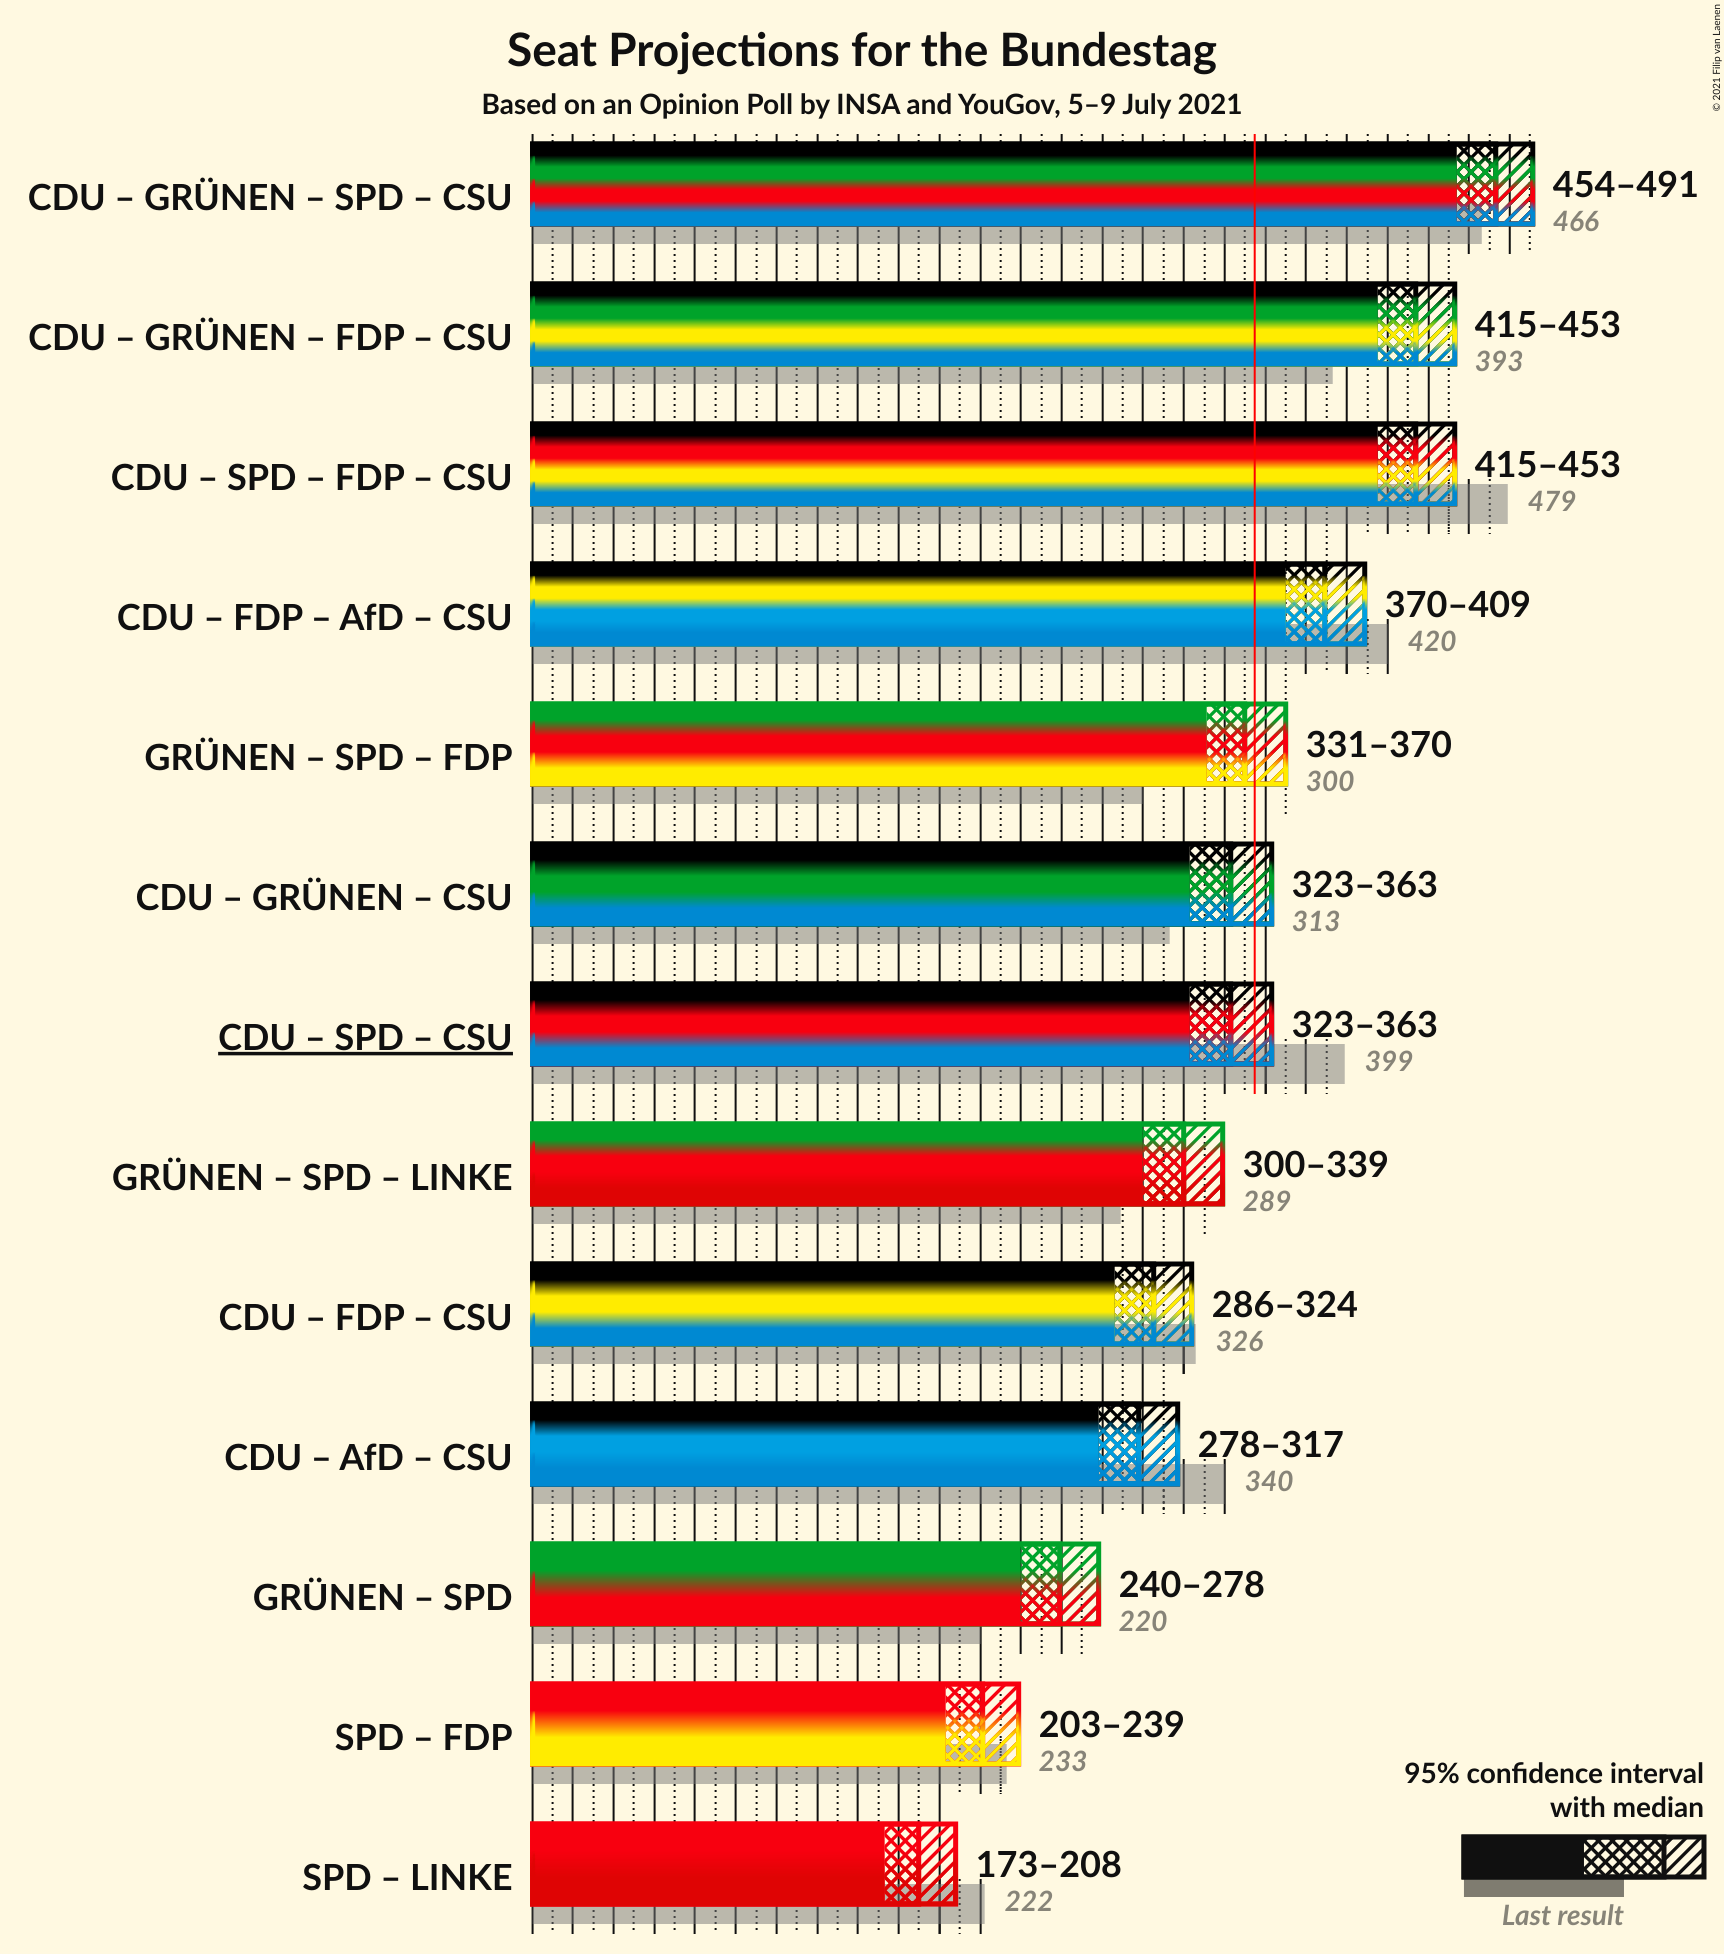 © 2021 Filip van Laenen
Seat Projections for the Bundestag
Based on an Opinion Poll by INSA and YouGov, 5–9 July 2021
CDU – GRÜNEN – SPD – CSU
454–491
466
CDU – GRÜNEN – FDP – CSU
415–453
393
CDU – SPD – FDP – CSU
415–453
479
CDU – FDP – AfD – CSU
370–409
420
GRÜNEN – SPD – FDP
331–370
300
CDU – GRÜNEN – CSU
323–363
313
CDU – SPD – CSU
323–363
399
GRÜNEN – SPD – LINKE
300–339
289
CDU – FDP – CSU
286–324
326
CDU – AfD – CSU
278–317
340
GRÜNEN – SPD
240–278
220
SPD – FDP
203–239
233
SPD – LINKE
173–208
222
95% confidence interval
with median
Last result